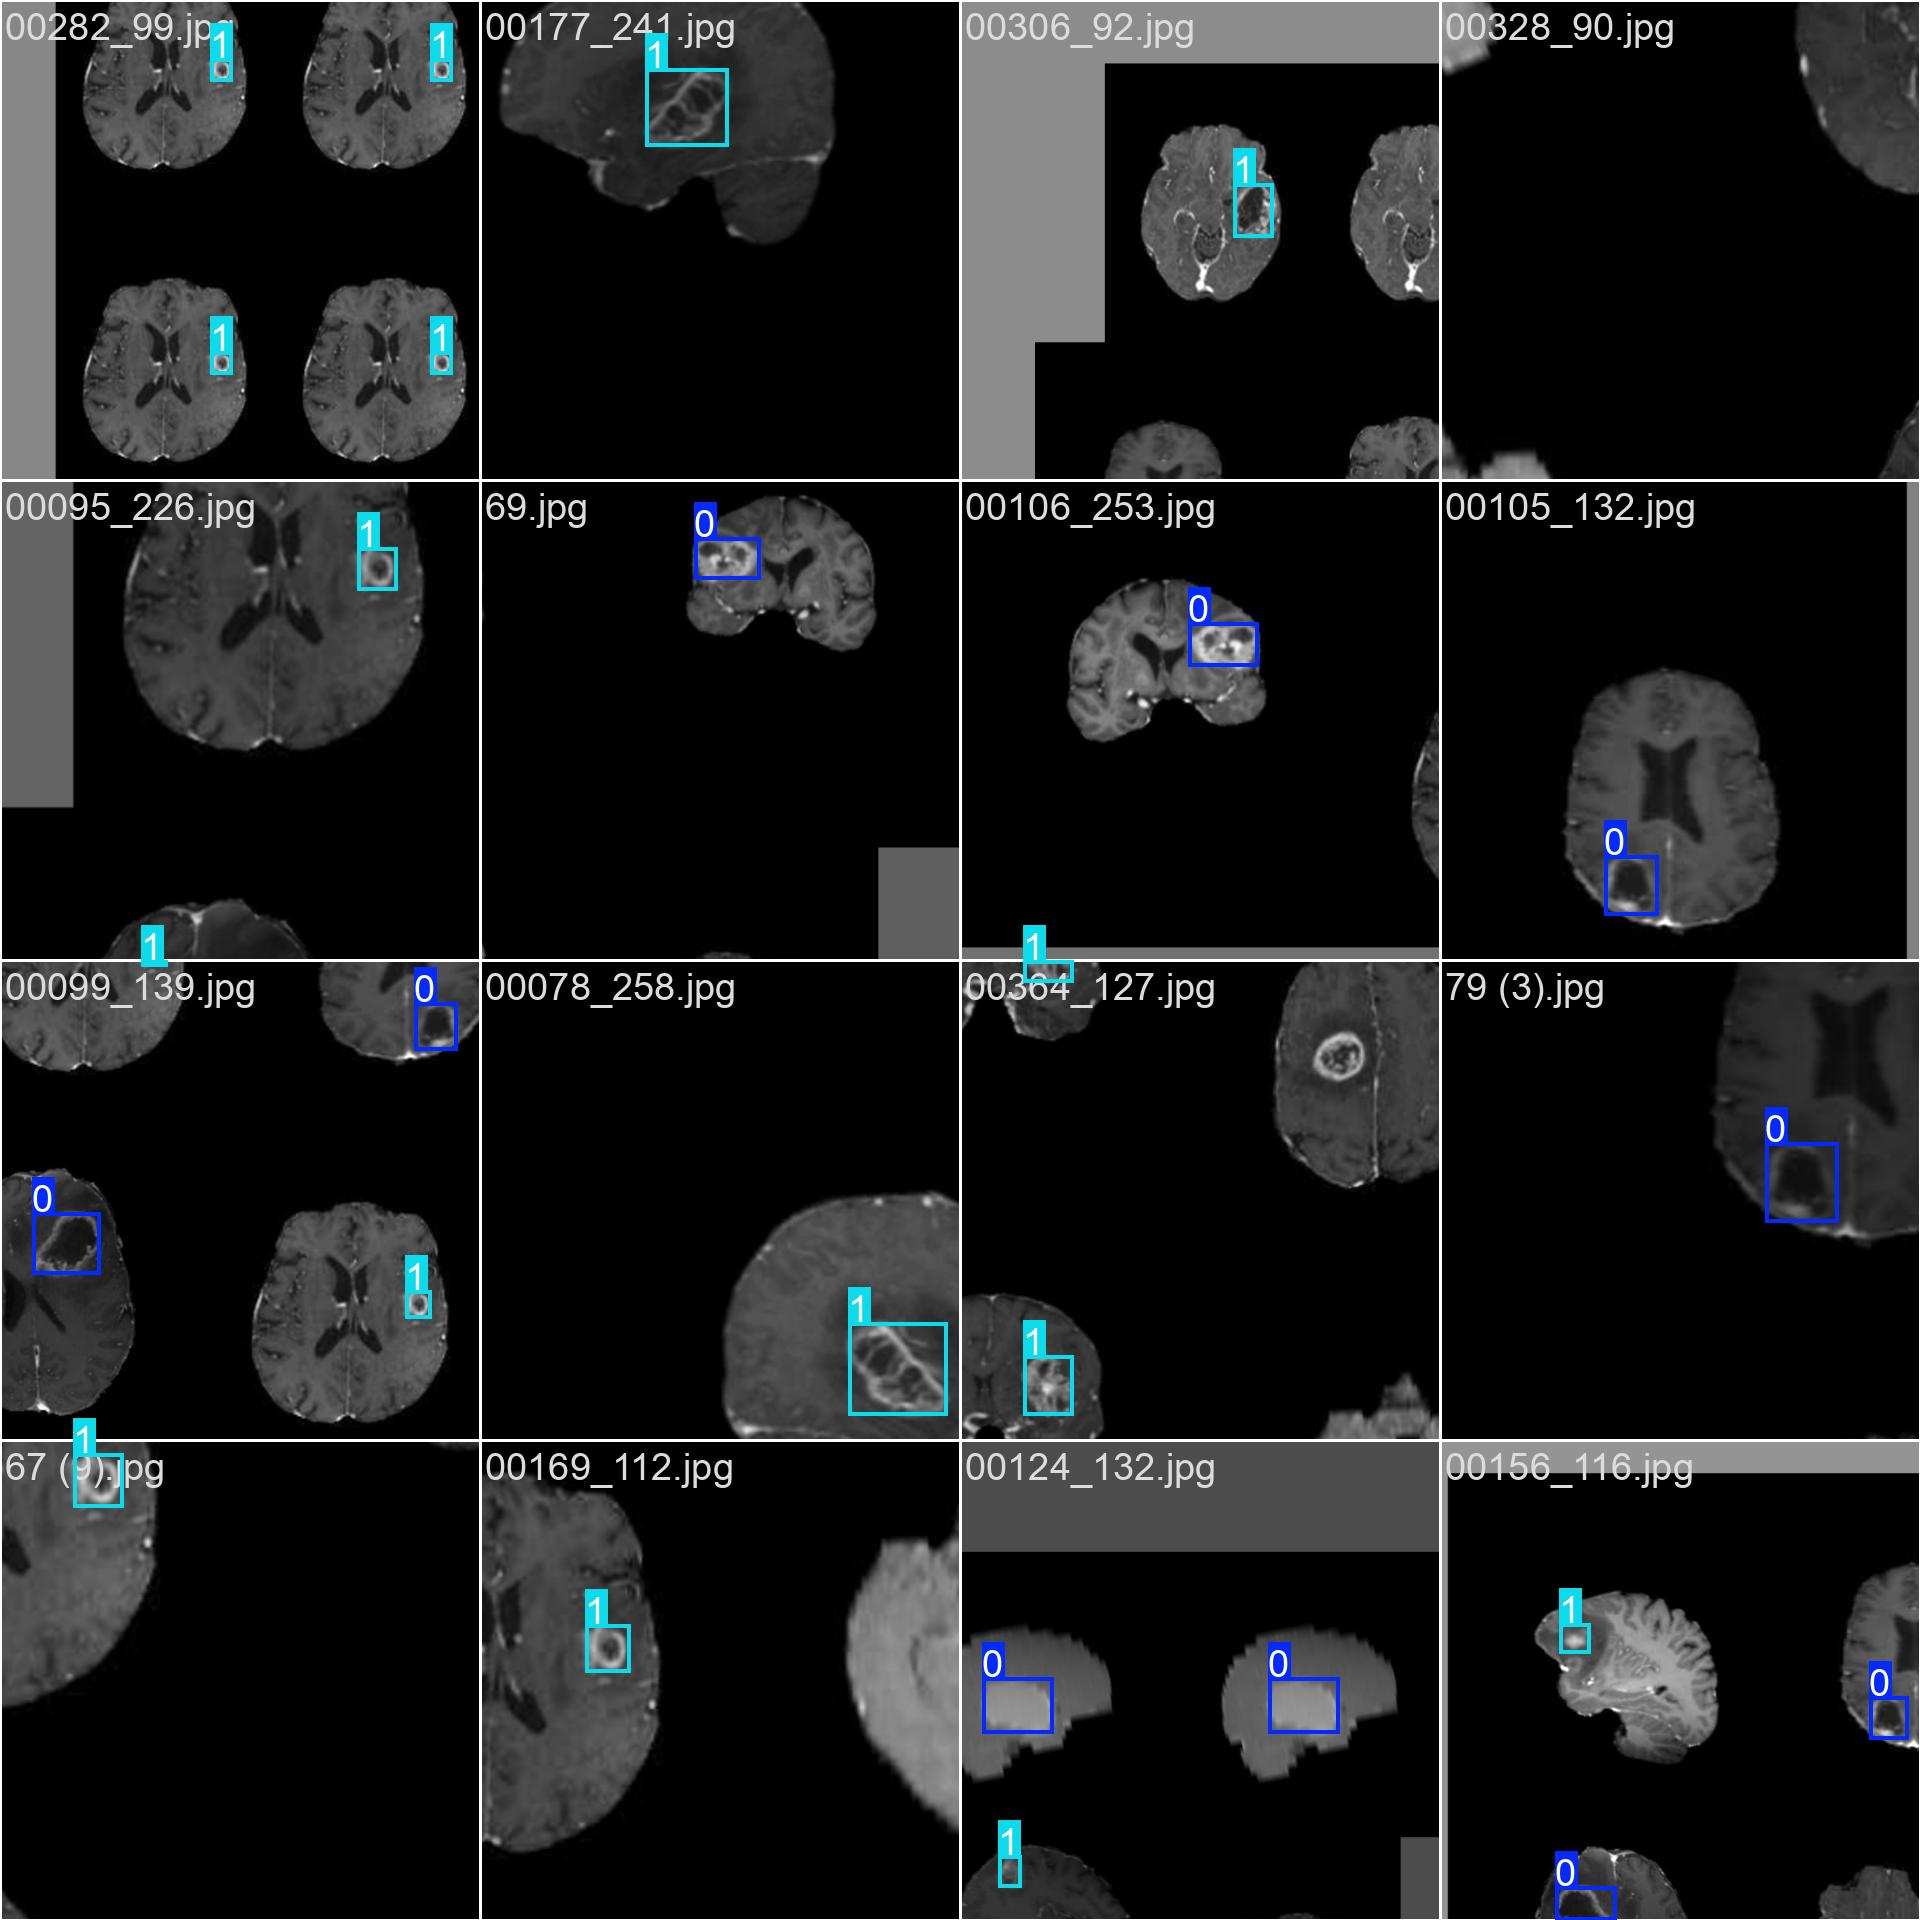 00282_99.jpg 00177_241.jpg 00306_92.jpg 00328_90.jpg
1 1 1 1
1 1
00095_226.jpg 69.jpg 00106_253.jpg 00105_132.jpg
1 0 0 0
1 1
00099_139.jpg 00078_258.jpg 00364_127.jpg 79 (3).jpg
0 0
0 1 1 1
1
67 (9).jpg 00169_112.jpg 00124_132.jpg 00156_116.jpg
1 1 0 0 0
1 0